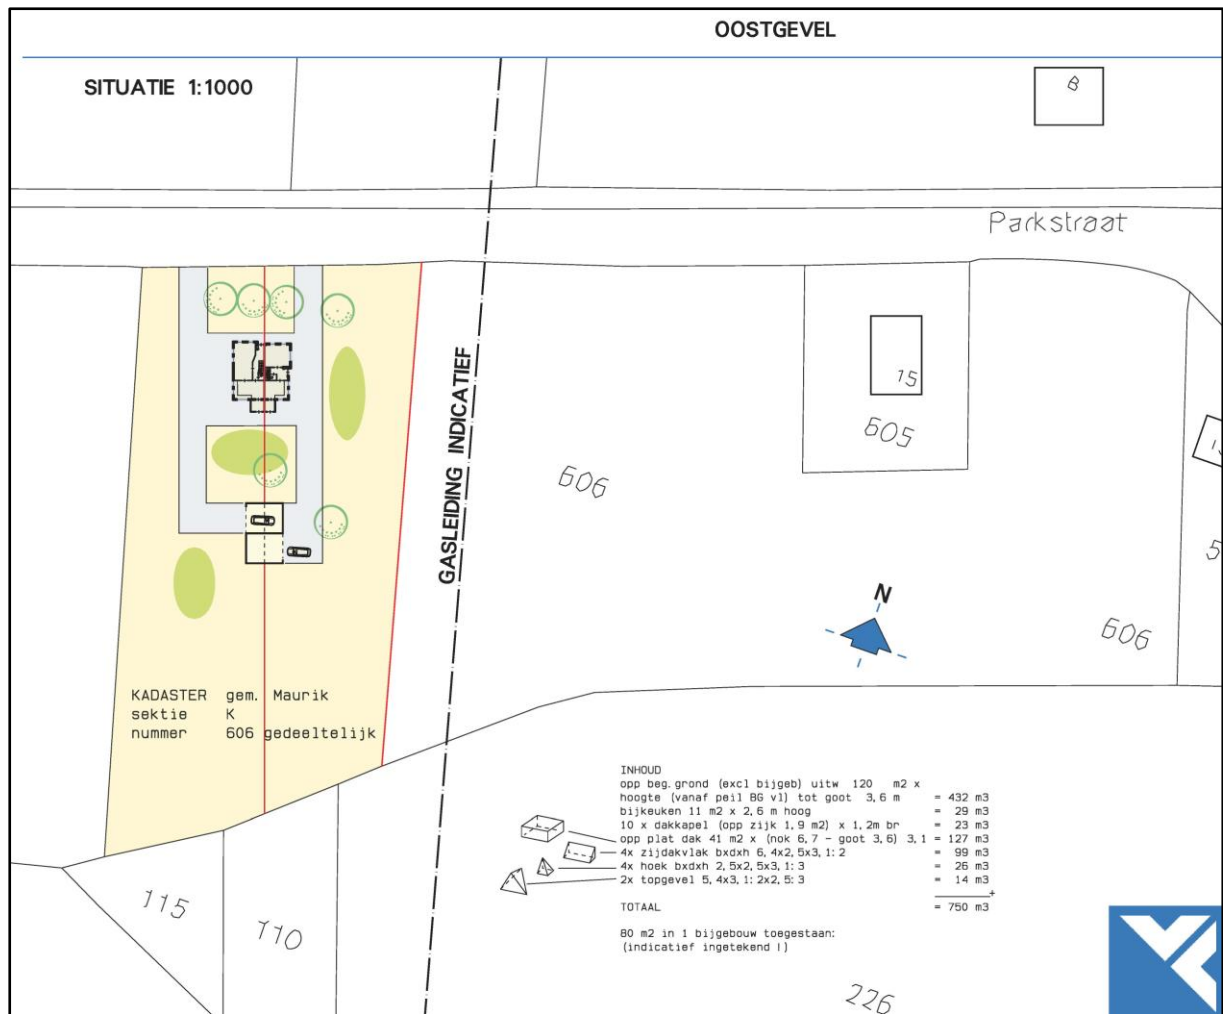 OOSTGEVEL
SITUATIE 1:1000
B
Parkstraat
15
605
GASLEIDING INDICATIEF
606
5
N
606
KADASTER gem. Maurik
sektie K
nummer 606 gedeeltelijk
INHOUD
opp beg. grond (excl bijgeb) uitw 120 m2 x
hoogte (vanaf peil BG vl) tot goot 3,6 m = 432 m3
bijkeuken 11 m2 x 2,6 m hoog = 29 m3
10 x dakkapel (opp zijk 1,9 m2) x 1,2m br = 23 m3
opp plat dak 41 m2 x (nok 6,7 - goot 3,6) 3,1 = 127 m3
4x zijdakvlak bxdxh 6,4x2,5x3,1:2 = 99 m3
4x hoek bxdxh 2,5x2,5x3,1:3 = 26 m3
2x topgevel 5,4x3,1:2x2,5:3 = 14 m3
+
TOTAAL = 750 m3
80 m2 in 1 bijgebouw toegestaan:
(indicatief ingetekend !)
115
110
226